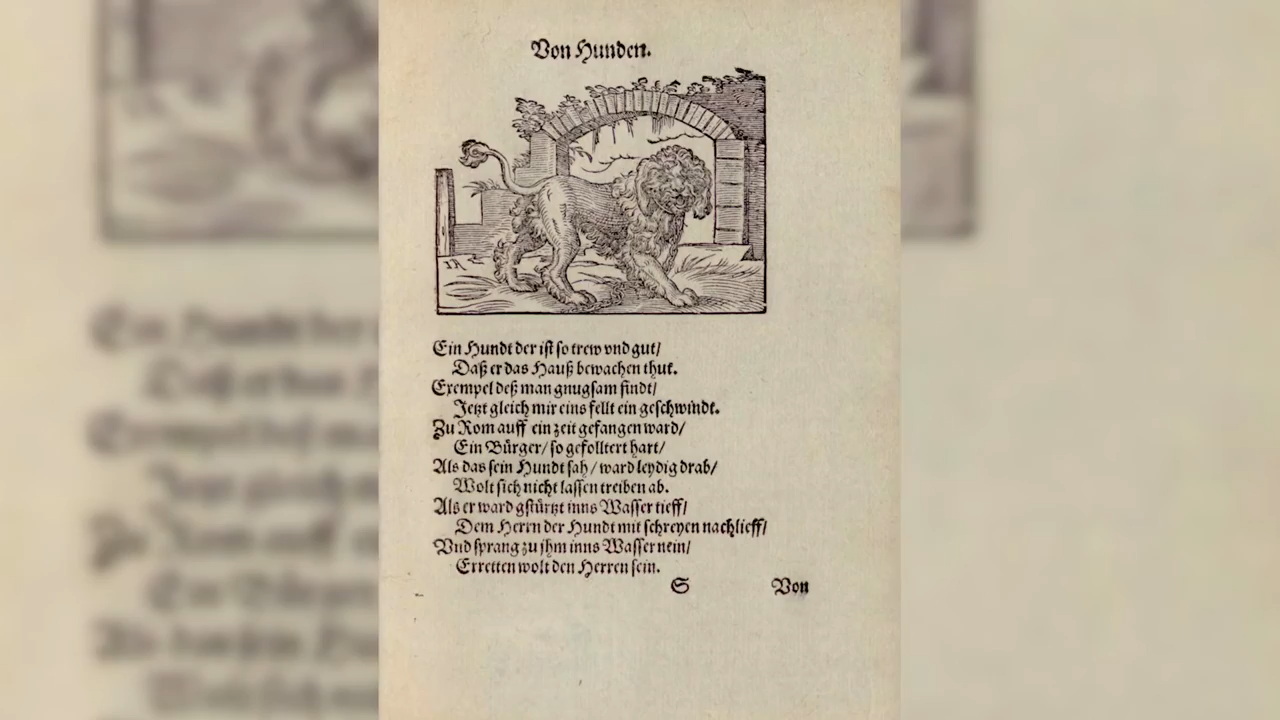 Von Hunden.
Ein Hundt der ist so trew vnd gut/
Daß er das Hauß bewachen thut.
Exempel deß man gnugsam findt/
Jetzt gleich mir eins fellt ein geschwindt.
Zu Rom auff ein zeit gefangen ward/
Ein Bürger/ so gefolltert hart/
Als das sein Hundt sah/ ward leydig drab/
Wolt sich nicht lassen treiben ab.
Als er ward gstürtzt inns Wasser tieff/
Dem Herrn der Hundt mit schreyen nachlieff/
Vnd sprang zu jhm inns Wasser nein/
Erretten wolt den Herren sein.
S Von